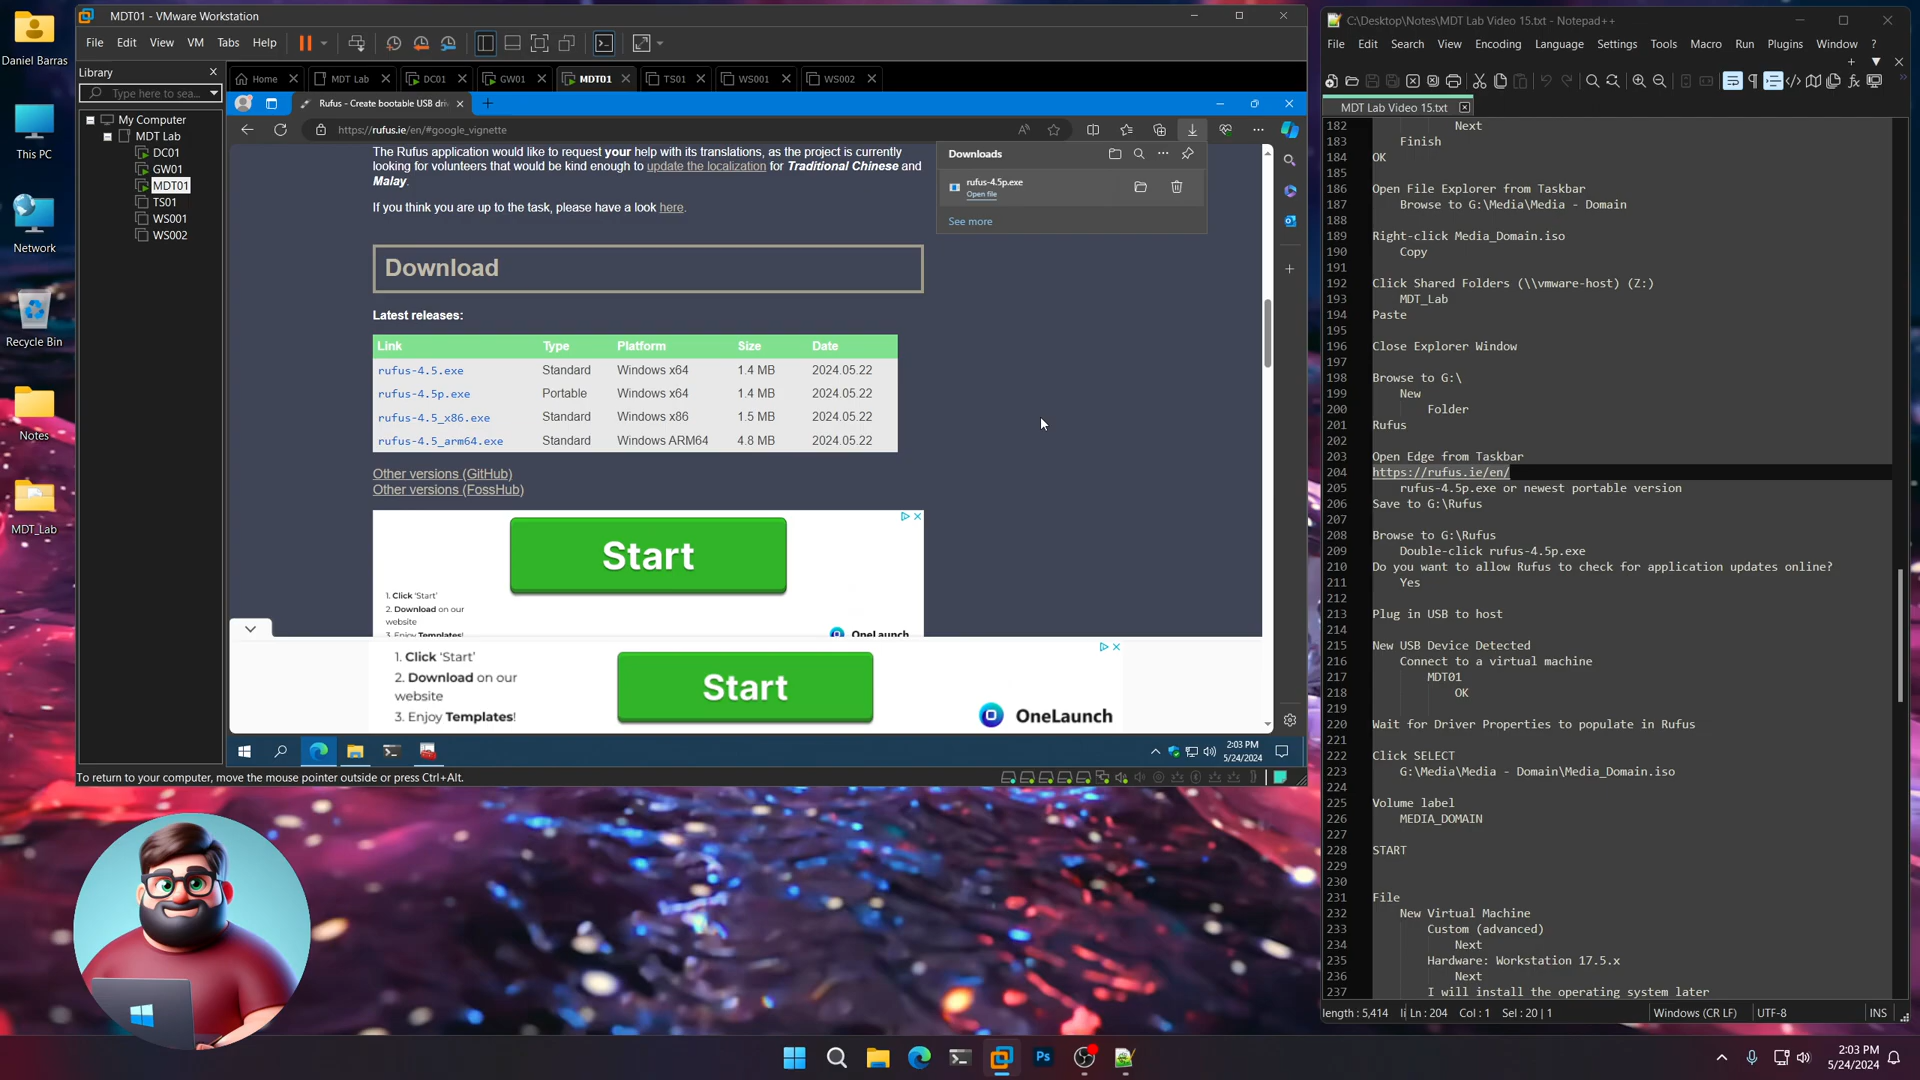 Daniel Barras
This PC
Network
Recycle Bin
Notes
MDT_Lab
MDT01 - VMware Workstation
File Edit View VM Tabs Help
Library
Type here to sea...
My Computer
MDT Lab
DC01
GW01
MDT01
TS01
WS001
WS002
Home MDT Lab DC01 GW01 MDT01 TS01 WS001 WS002
Rufus - Create bootable USB driv
https://rufus.ie/en/#google_vignette
The Rufus application would like to request your help with its translations, as the project is currently
looking for volunteers that would be kind enough to update the localization for Traditional Chinese and
Malay.
If you think you are up to the task, please have a look here.
Downloads
rufus-4.5p.exe
Open file
See more
Download
Latest releases:
Link Type Platform Size Date
rufus-4.5.exe Standard Windows x64 1.4 MB 2024.05.22
rufus-4.5p.exe Portable Windows x64 1.4 MB 2024.05.22
rufus-4.5_x86.exe Standard Windows x86 1.5 MB 2024.05.22
rufus-4.5_arm64.exe Standard Windows ARM64 4.8 MB 2024.05.22
Other versions (GitHub)
Other versions (FossHub)
Start
1. Click 'Start'
2. Download on our
website
3. Enjoy Templates!
OneLaunch
1. Click 'Start'
2. Download on our
website
3. Enjoy Templates!
Start
OneLaunch
2:03 PM
5/24/2024
To return to your computer, move the mouse pointer outside or press Ctrl+Alt.
C:\Desktop\Notes\MDT Lab Video 15.txt - Notepad++
File Edit Search View Encoding Language Settings Tools Macro Run Plugins Window ?
MDT Lab Video 15.txt
182 Next
183 Finish
184 OK
185
186 Open File Explorer from Taskbar
187 Browse to G:\Media\Media - Domain
188
189 Right-click Media_Domain.iso
190 Copy
191
192 Click Shared Folders (\\vmware-host) (Z:)
193 MDT_Lab
194 Paste
195
196 Close Explorer Window
197
198 Browse to G:\
199 New
200 Folder
201 Rufus
202
203 Open Edge from Taskbar
204 https://rufus.ie/en/
205 rufus-4.5p.exe or newest portable version
206 Save to G:\Rufus
207
208 Browse to G:\Rufus
209 Double-click rufus-4.5p.exe
210 Do you want to allow Rufus to check for application updates online?
211 Yes
212
213 Plug in USB to host
214
215 New USB Device Detected
216 Connect to a virtual machine
217 MDT01
218 OK
219
220 Wait for Driver Properties to populate in Rufus
221
222 Click SELECT
223 G:\Media\Media - Domain\Media_Domain.iso
224
225 Volume label
226 MEDIA_DOMAIN
227
228 START
229
230
231 File
232 New Virtual Machine
233 Custom (advanced)
234 Next
235 Hardware: Workstation 17.5.x
236 Next
237 I will install the operating system later
length : 5,414 li Ln : 204 Col : 1 Sel : 20 | 1 Windows (CR LF) UTF-8 INS
Ps
2:03 PM
5/24/2024